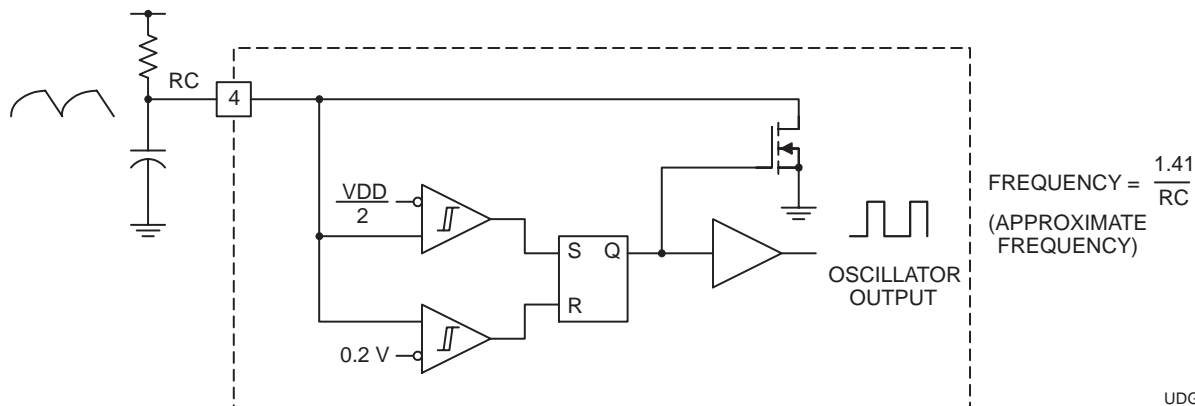 RC
4
VDD
2
0.2 V
S Q
R
OSCILLATOR
OUTPUT
FREQUENCY = 1.41
RC
(APPROXIMATE
FREQUENCY)
UDG